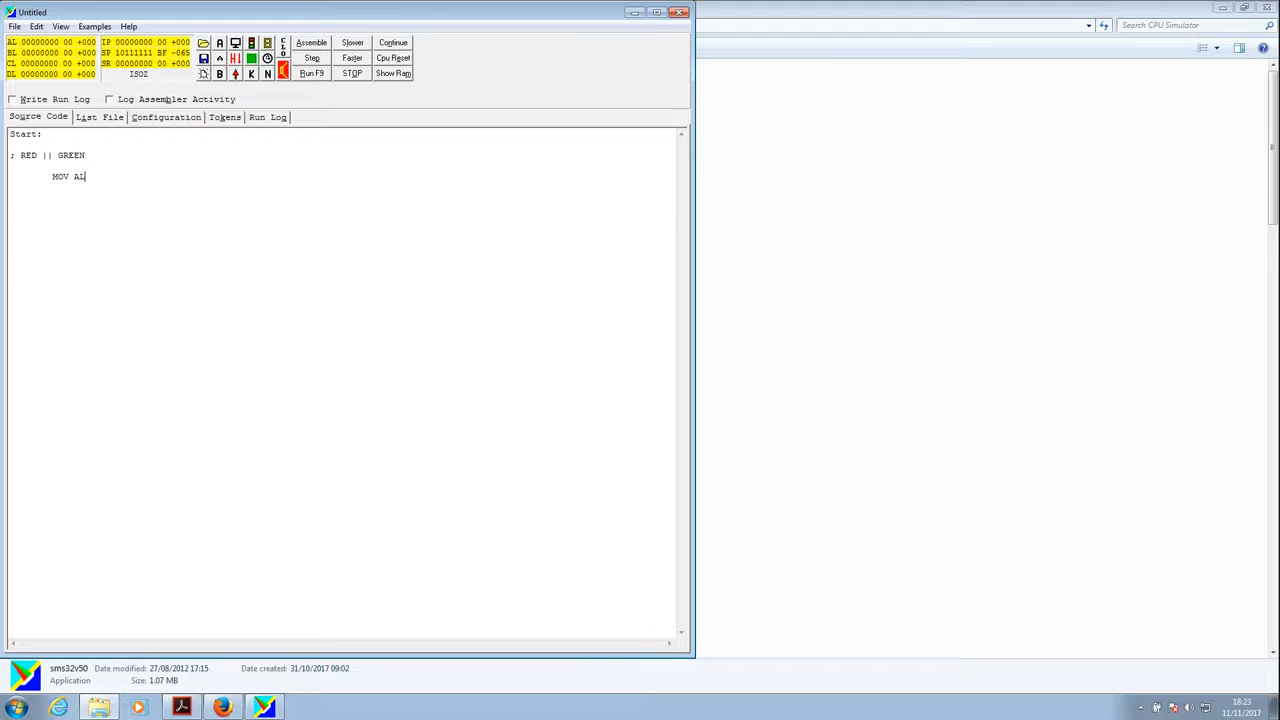 Untitled
File Edit View Examples Help
AL 00000000 00 +000 IP 00000000 00 +000
BL 00000000 00 +000 SP 10111111 BF -065
CL 00000000 00 +000 SR 00000000 00 +000
DL 00000000 00 +000 ISOZ
A CLO
B K N
Assemble Slower Continue
Step Faster Cpu Reset
Run F9 STOP Show Ram
Write Run Log Log Assembler Activity
Source Code List File Configuration Tokens Run Log
Start:
; RED || GREEN
MOV AL
Search CPU Simulator
sms32v50 Date modified: 27/08/2012 17:15 Date created: 31/10/2017 09:02
Application Size: 1.07 MB
18:23
11/11/2017